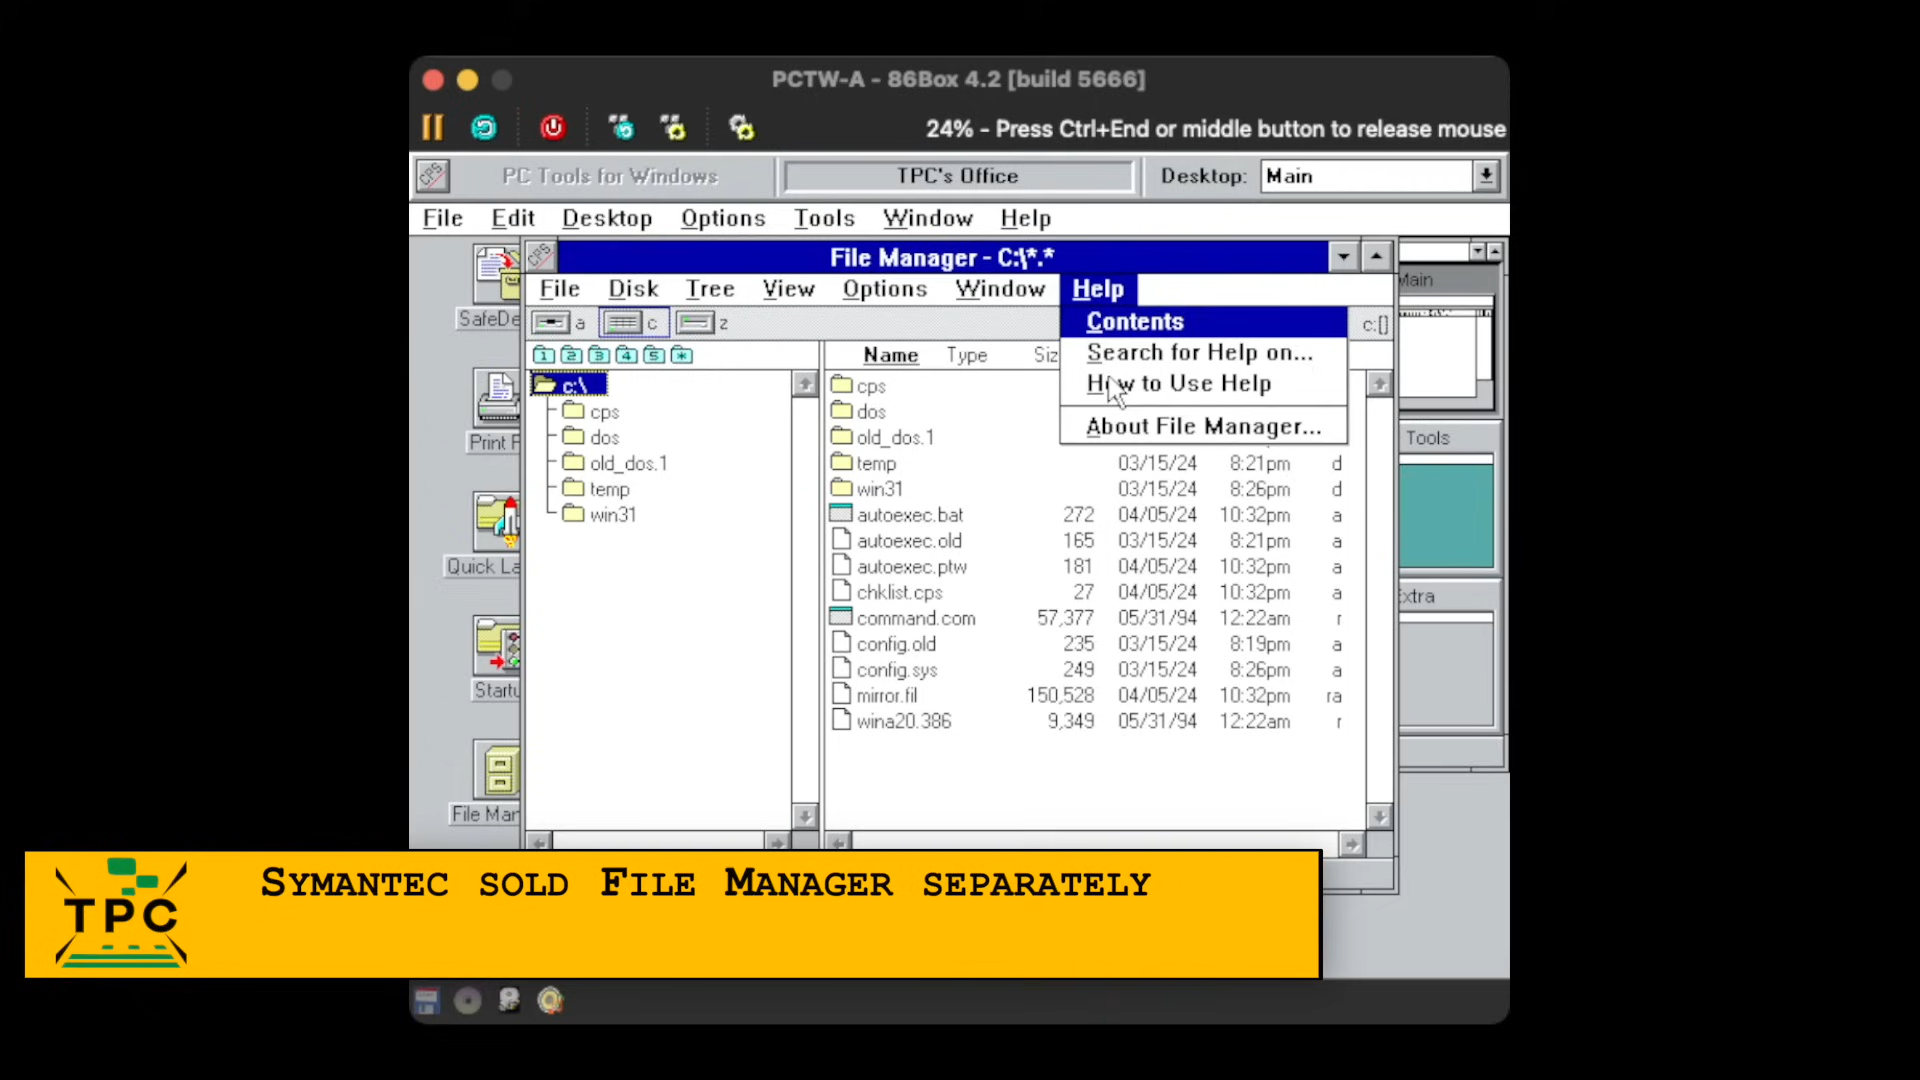 PCTW-A - 86Box 4.2 [build 5666]
24% - Press Ctrl+End or middle button to release mouse
PC Tools for Windows
TPC's Office
Desktop:
Main
File Edit Desktop Options Tools Window Help
File Manager - C:\*.*
File Disk Tree View Options Window Help
a c z
Contents
c:[]
Search for Help on...
How to Use Help
About File Manager...
1 2 3 4 5 *
Name Type Siz
c:\
cps
dos
old_dos.1
temp
win31
cps
dos
old_dos.1
temp 03/15/24 8:21pm d
win31 03/15/24 8:26pm d
autoexec.bat 272 04/05/24 10:32pm a
autoexec.old 165 03/15/24 8:21pm a
autoexec.ptw 181 04/05/24 10:32pm a
chklist.cps 27 04/05/24 10:32pm a
command.com 57,377 05/31/94 12:22am r
config.old 235 03/15/24 8:19pm a
config.sys 249 03/15/24 8:26pm a
mirror.fil 150,528 04/05/24 10:32pm ra
wina20.386 9,349 05/31/94 12:22am r
SafeDe
Print F
Quick La
Startu
File Man
Main
Tools
Extra
TPC
Symantec sold File Manager separately